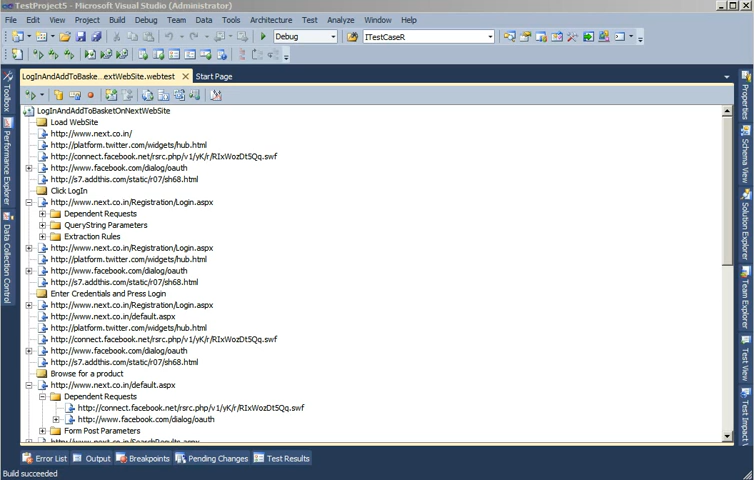 TestProject5 - Microsoft Visual Studio (Administrator)
File Edit View Project Build Debug Team Data Tools Architecture Test Analyze Window Help
Debug ITestCaseR
LogInAndAddToBaske...extWebSite.webtest Start Page
LogInAndAddToBasketOnNextWebSite
Load WebSite
http://www.next.co.in/
http://platform.twitter.com/widgets/hub.html
http://connect.facebook.net/rsrc.php/v1/yK/r/RIxWozDt5Qq.swf
http://www.facebook.com/dialog/oauth
http://s7.addthis.com/static/r07/sh68.html
Click LogIn
http://www.next.co.in/Registration/Login.aspx
Dependent Requests
QueryString Parameters
Extraction Rules
http://www.next.co.in/Registration/Login.aspx
http://platform.twitter.com/widgets/hub.html
http://www.facebook.com/dialog/oauth
http://s7.addthis.com/static/r07/sh68.html
Enter Credentials and Press Login
http://www.next.co.in/Registration/Login.aspx
http://www.next.co.in/default.aspx
http://platform.twitter.com/widgets/hub.html
http://connect.facebook.net/rsrc.php/v1/yK/r/RIxWozDt5Qq.swf
http://www.facebook.com/dialog/oauth
http://s7.addthis.com/static/r07/sh68.html
Browse for a product
http://www.next.co.in/default.aspx
Dependent Requests
http://connect.facebook.net/rsrc.php/v1/yK/r/RIxWozDt5Qq.swf
http://www.facebook.com/dialog/oauth
Form Post Parameters
http://www.next.co.in/SearchResults.aspx
Toolbox
Performance Explorer
Data Collection Control
Properties
Schema View
Solution Explorer
Team Explorer
Test View
Test Impact V
Error List Output Breakpoints Pending Changes Test Results
Build succeeded